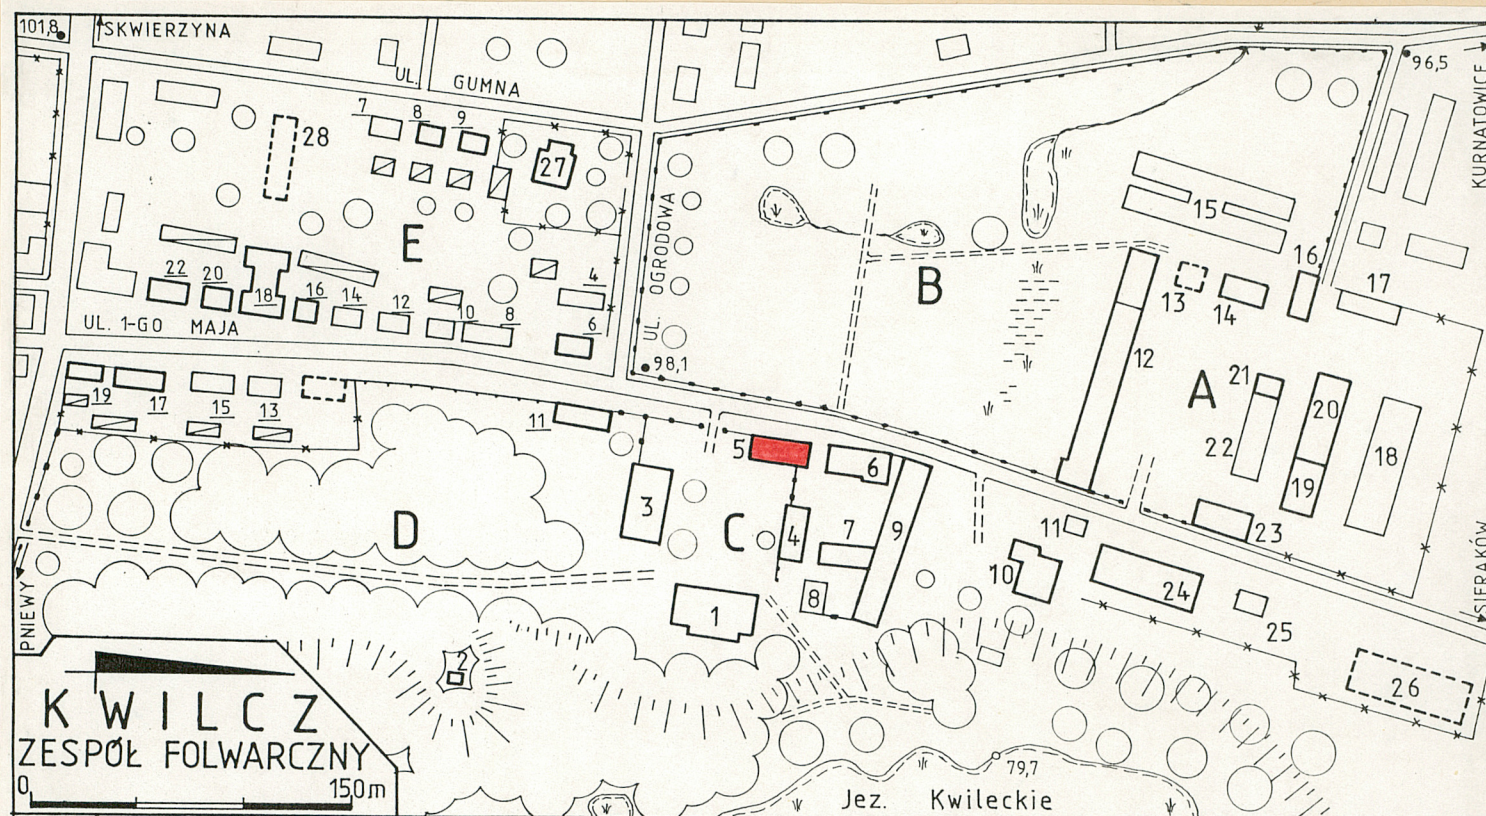 101,8
SKWIERZYNA
UL. GUMNA
96,5
KURNATOWICE
7 8 9
28
27
UL. OGRODOWA
E
B
A
15
16
17
13
14
12
22 20 18 16 14 12 10 8 4 6
UL. 1-GO MAJA
98,1
21
20
22
19
18
23
19 17 15 13
11
5
6
3
C
4
7
9
8
D
1
2
11
10
24
25
26
SIERAKÓW
PNIEWY
KWILCZ
ZESPÓŁ FOLWARCZNY
0 150m
79,7
Jez. Kwileckie